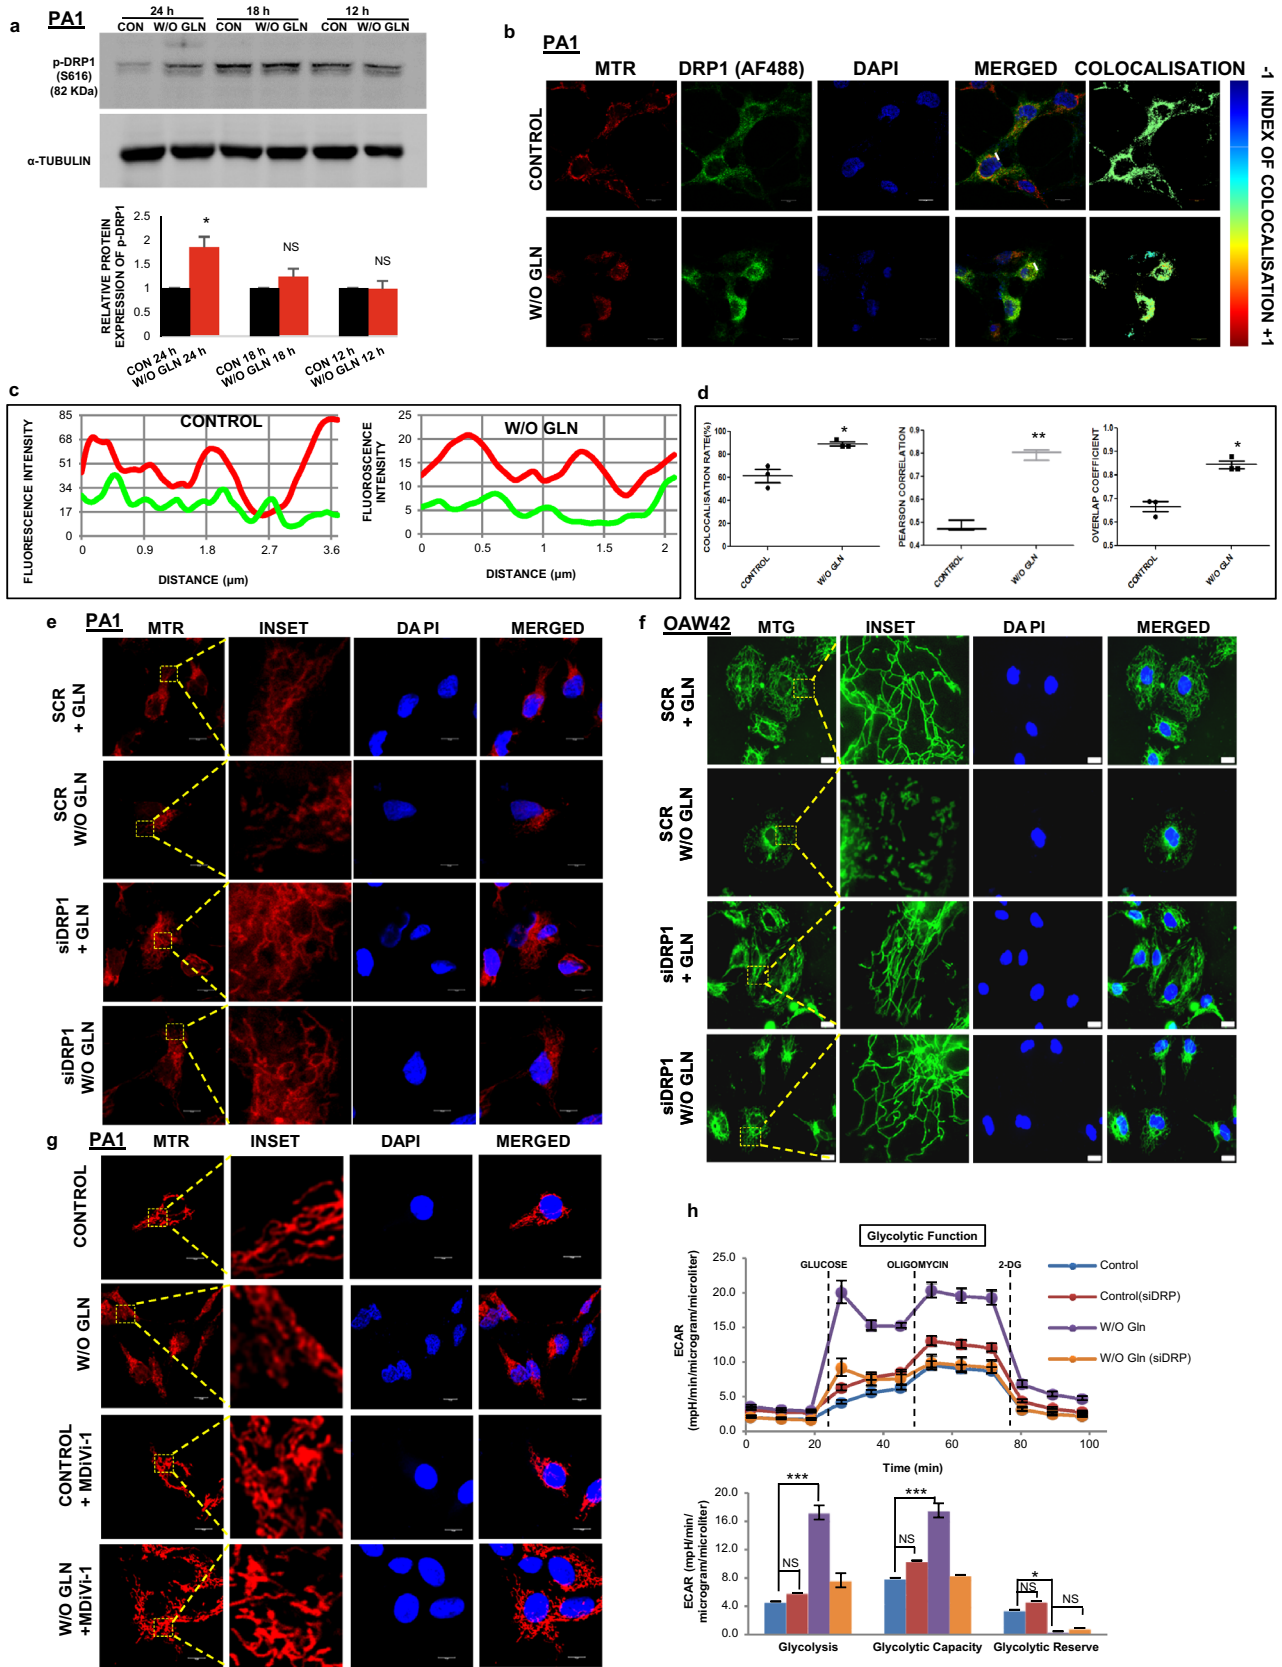 a
PA1
24 h
18 h
12 h
CON W/O GLN CON W/O GLN CON W/O GLN
p-DRP1
(S616)
(82 KDa)
α-TUBULIN
RELATIVE PROTEIN
EXPRESSION OF p-DRP1
2.5
2
1.5
1
0.5
0
*
NS
NS
CON 24 h
W/O GLN 24 h
CON 18 h
W/O GLN 18 h
CON 12 h
W/O GLN 12 h
b
PA1
MTR DRP1 (AF488) DAPI MERGED COLOCALISATION
CONTROL
W/O GLN
-1 INDEX OF COLOCALISATION +1
c
CONTROL
FLUORESCENCE INTENSITY
85
68
51
34
17
0
0 0.9 1.8 2.7 3.6
DISTANCE (µm)
W/O GLN
FLUOROSCENCE
INTENSITY
25
20
15
10
5
0
0 0.5 1 1.5 2
DISTANCE (µm)
d
COLOCALISATION RATE(%)
100
80
60
40
20
0
*
CONTROL
W/O GLN
PEARSON CORRELATION
0.9
0.8
0.7
0.6
0.5
0.4
**
CONTROL
W/O GLN
OVERLAP COEFFICIENT
1.0
0.9
0.8
0.7
0.6
0.5
*
CONTROL
W/O GLN
e
PA1
MTR INSET DAPI MERGED
SCR
+ GLN
SCR
W/O GLN
siDRP1
+ GLN
siDRP1
W/O GLN
f
OAW42
MTG INSET DAPI MERGED
SCR
+ GLN
SCR
W/O GLN
siDRP1
+ GLN
siDRP1
W/O GLN
g
PA1
MTR INSET DAPI MERGED
CONTROL
W/O GLN
CONTROL
+ MDiVi-1
W/O GLN
+MDiVi-1
h
Glycolytic Function
ECAR
(mpH/min/microgram/microliter)
25.0
20.0
15.0
10.0
5.0
0.0
GLUCOSE
OLIGOMYCIN
2-DG
0 20 40 60 80 100
Time (min)
Control
Control(siDRP)
W/O Gln
W/O Gln (siDRP)
ECAR (mpH/min/
microgram/microliter)
20.0
16.0
12.0
8.0
4.0
0.0
***
NS
***
NS
*
NS
NS
Glycolysis Glycolytic Capacity Glycolytic Reserve